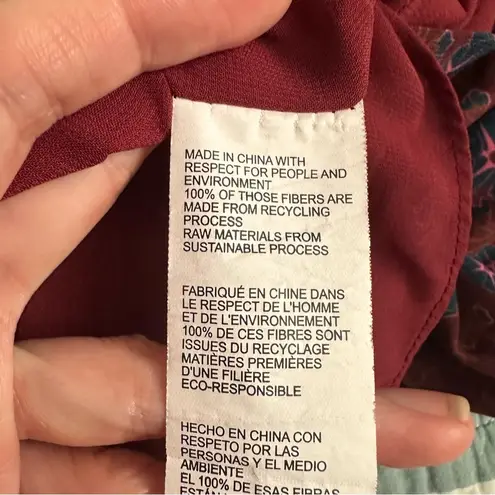 MADE IN CHINA WITH
RESPECT FOR PEOPLE AND
ENVIRONMENT
100% OF THOSE FIBERS ARE
MADE FROM RECYCLING
PROCESS
RAW MATERIALS FROM
SUSTAINABLE PROCESS
FABRIQUÉ EN CHINE DANS
LE RESPECT DE L'HOMME
ET DE L'ENVIRONNEMENT
100% DE CES FIBRES SONT
ISSUES DU RECYCLAGE
MATIÈRES PREMIÈRES
D'UNE FILIÈRE
ECO-RESPONSIBLE
HECHO EN CHINA CON
RESPETO POR LAS
PERSONAS Y EL MEDIO
AMBIENTE
EL 100% DE ESAS FIBRAS